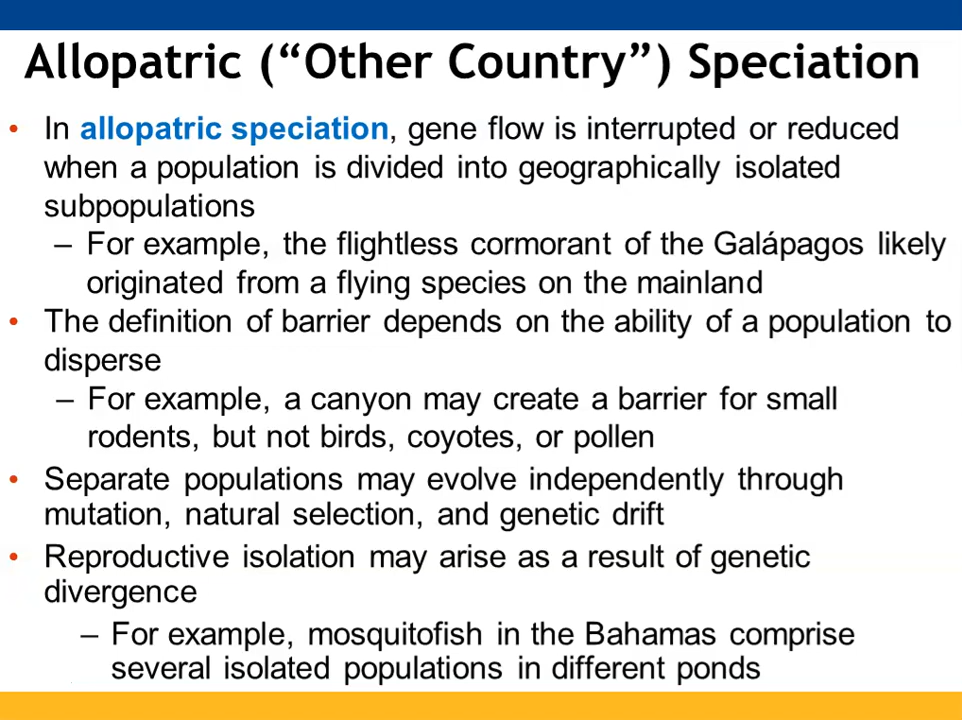 Allopatric (“Other Country”) Speciation
• In allopatric speciation, gene flow is interrupted or reduced
when a population is divided into geographically isolated
subpopulations
– For example, the flightless cormorant of the Galápagos likely
originated from a flying species on the mainland
• The definition of barrier depends on the ability of a population to
disperse
– For example, a canyon may create a barrier for small
rodents, but not birds, coyotes, or pollen
• Separate populations may evolve independently through
mutation, natural selection, and genetic drift
• Reproductive isolation may arise as a result of genetic
divergence
– For example, mosquitofish in the Bahamas comprise
several isolated populations in different ponds